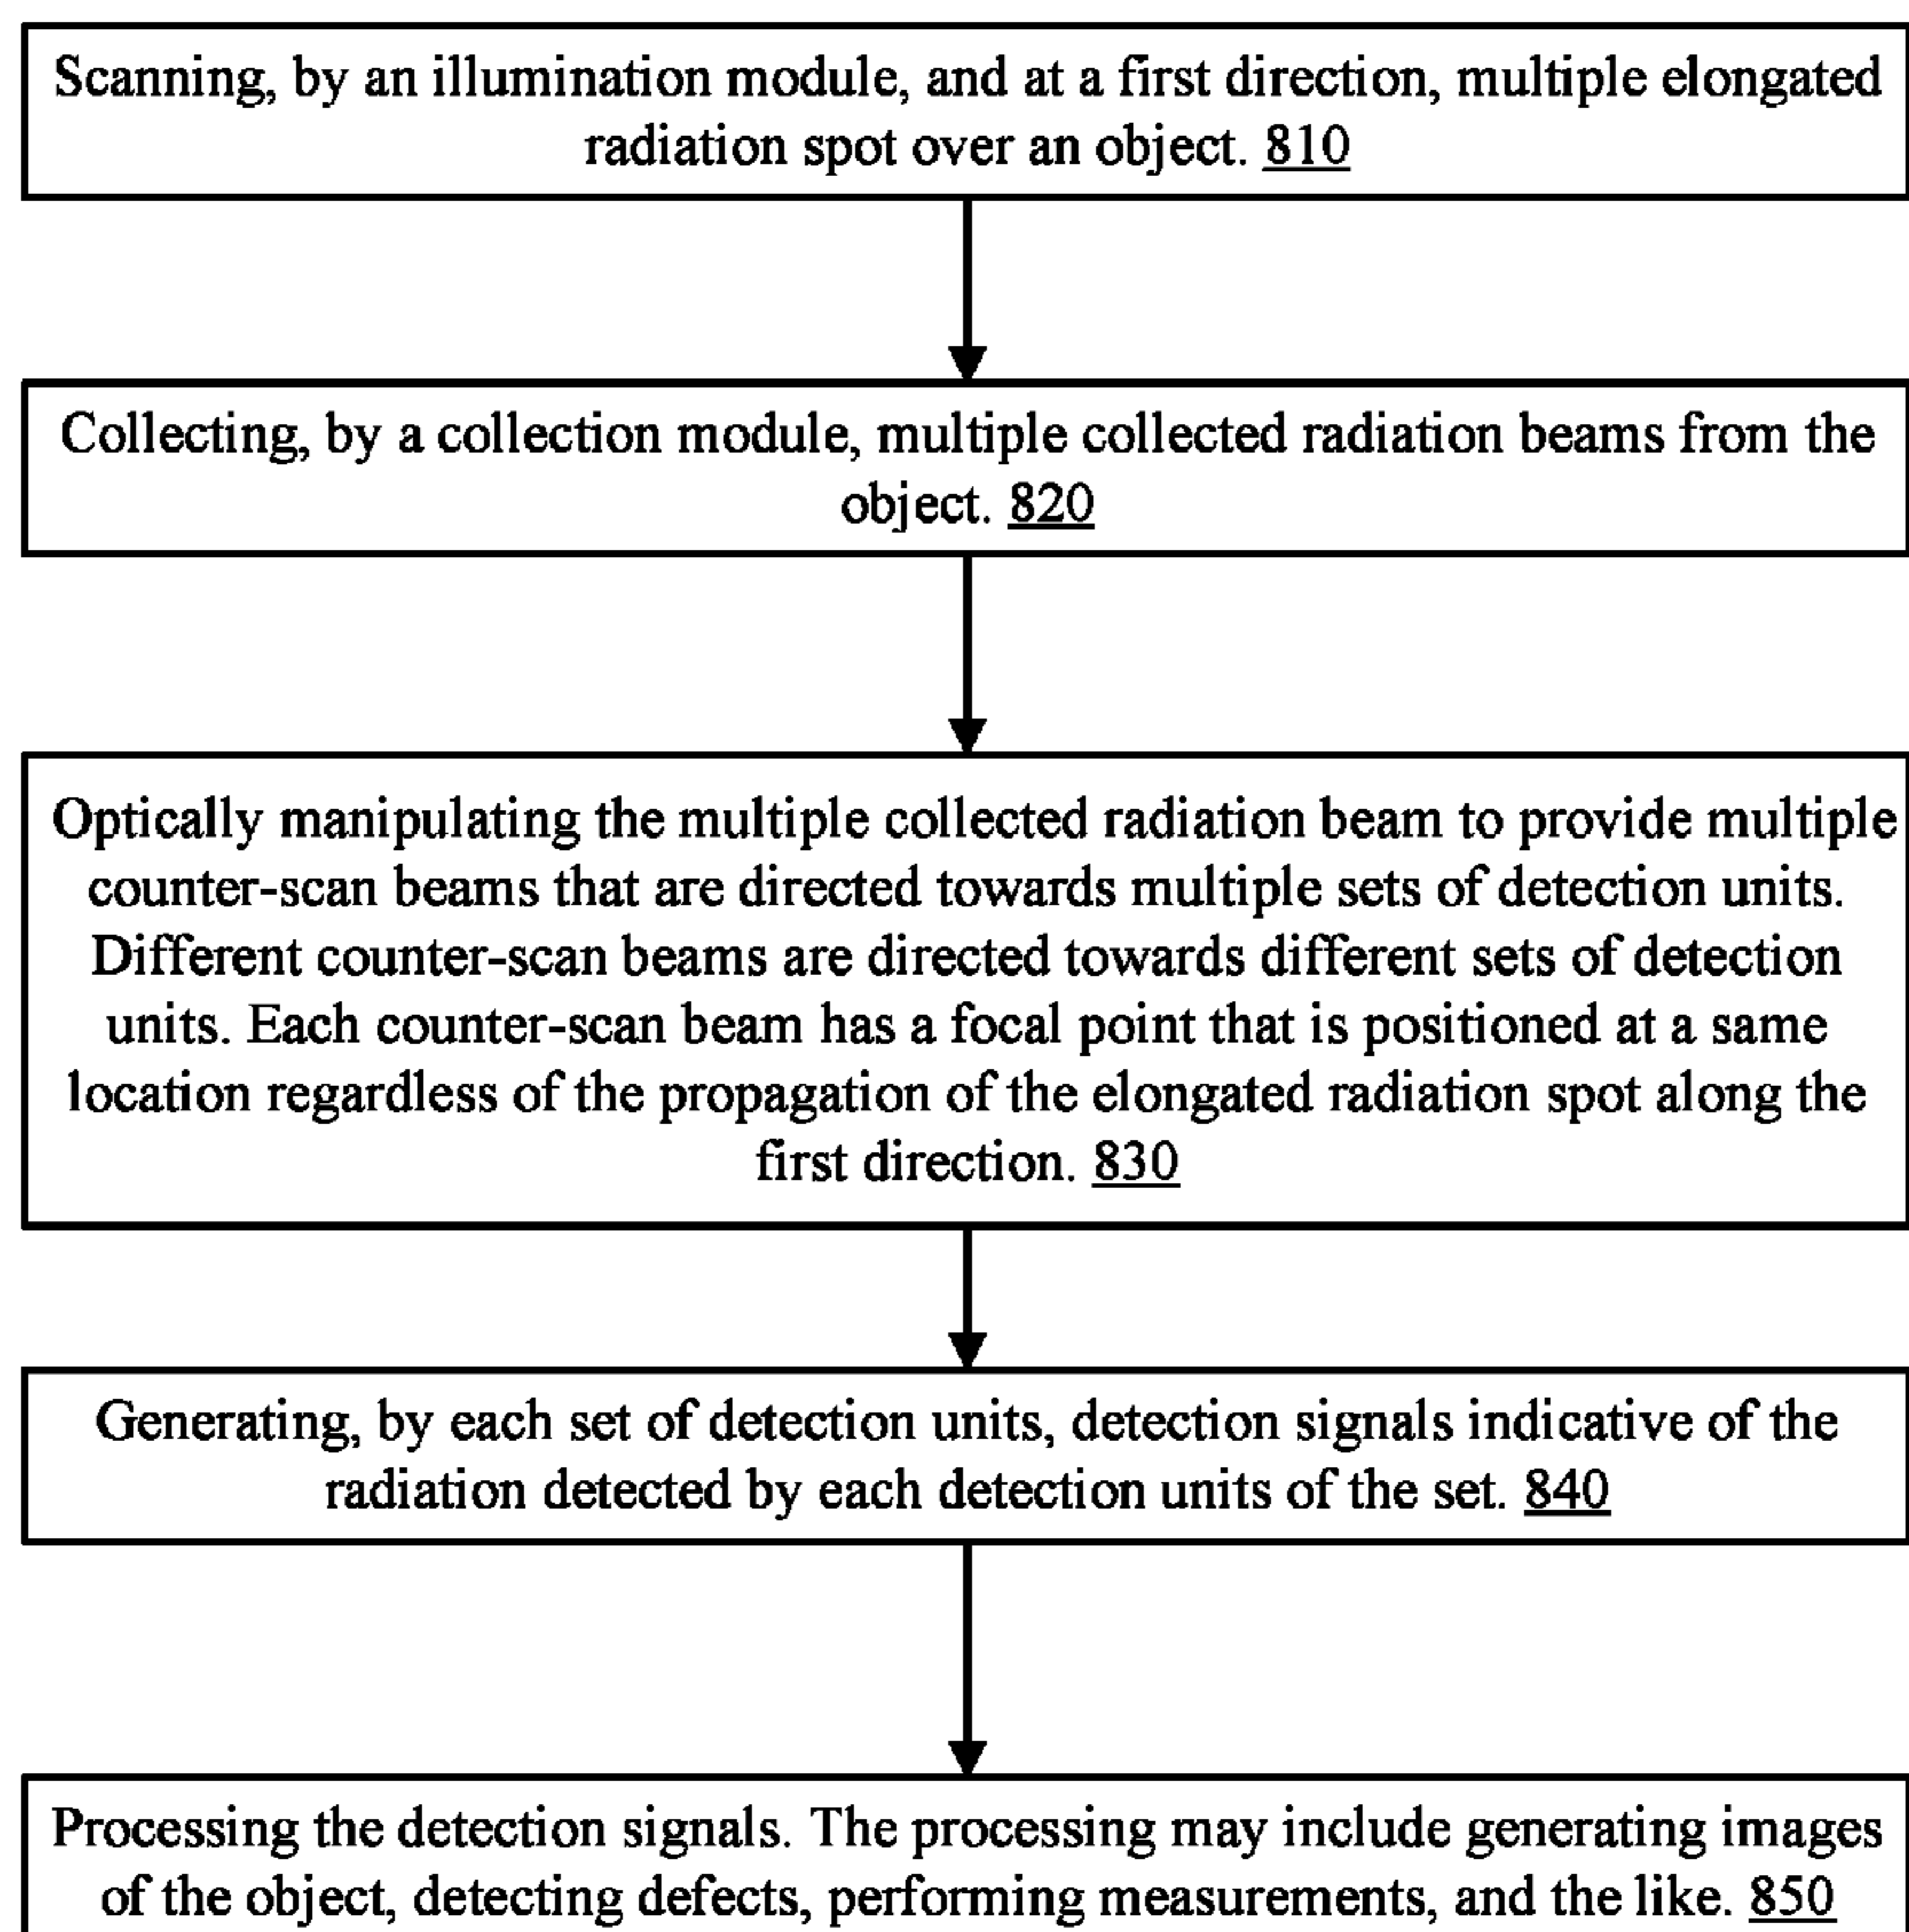 Scanning, by an illumination module, and at a first direction, multiple elongated
radiation spot over an object. 810
Collecting, by a collection module, multiple collected radiation beams from the
object. 820
Optically manipulating the multiple collected radiation beam to provide multiple
counter-scan beams that are directed towards multiple sets of detection units.
Different counter-scan beams are directed towards different sets of detection
units. Each counter-scan beam has a focal point that is positioned at a same
location regardless of the propagation of the elongated radiation spot along the
first direction. 830
Generating, by each set of detection units, detection signals indicative of the
radiation detected by each detection units of the set. 840
Processing the detection signals. The processing may include generating images
of the object, detecting defects, performing measurements, and the like. 850